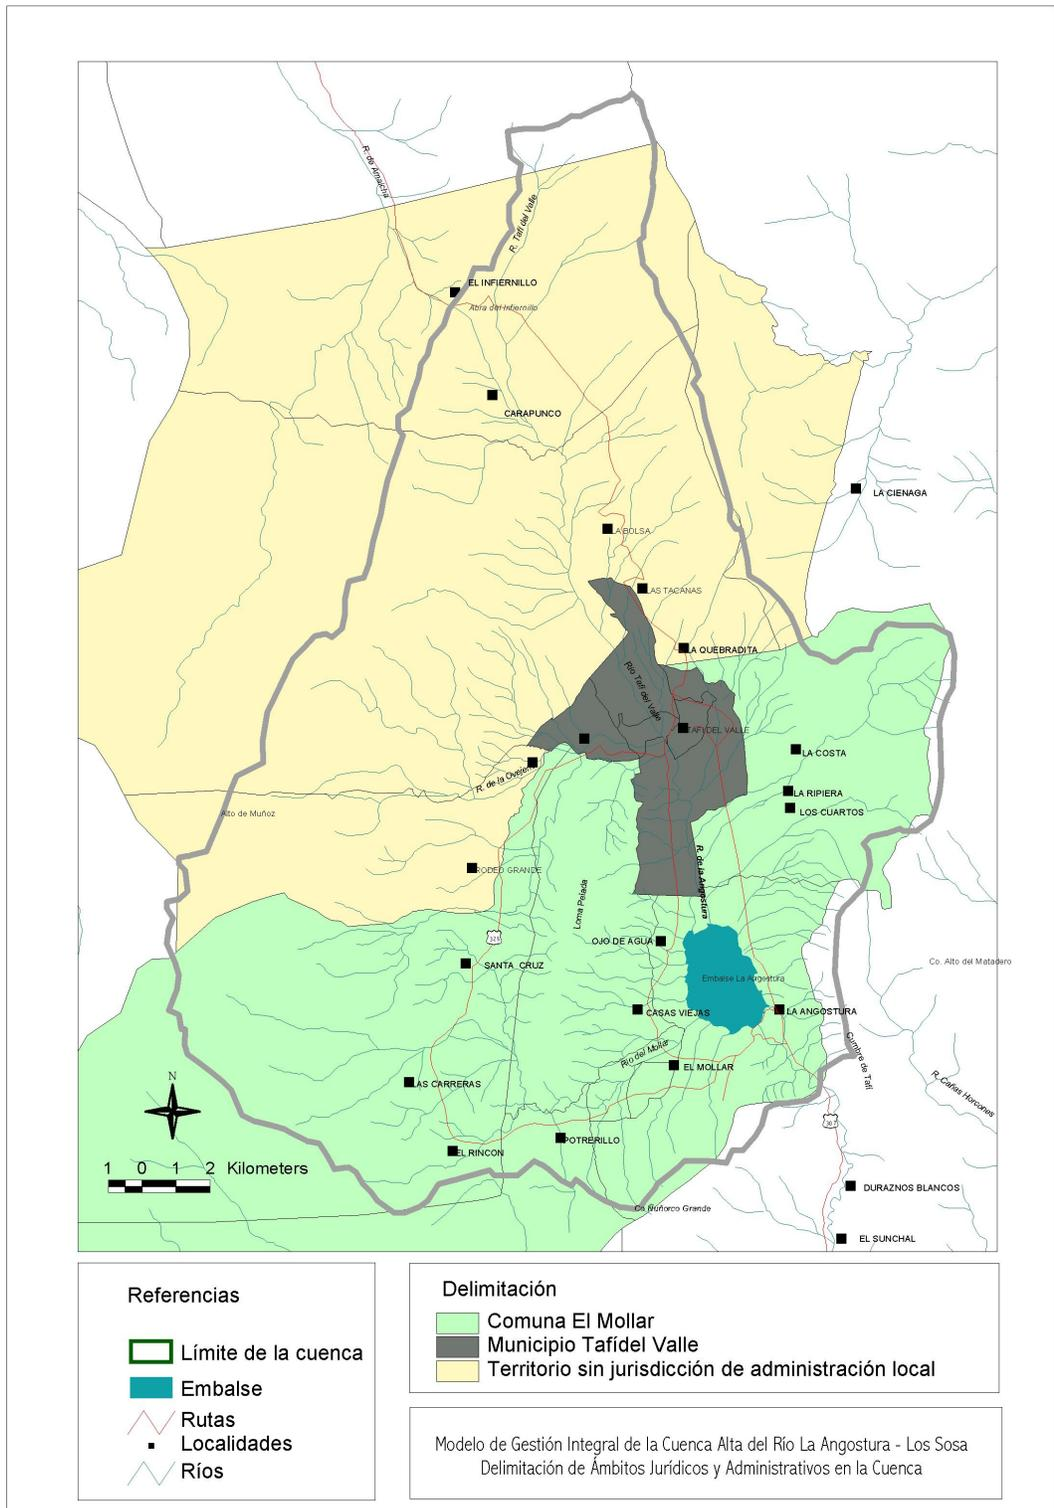 R. de Amaicha
R. Tafí del Valle
EL INFIERNILLO
Abra del Infiernillo
CARAPUNCO
LA CIENAGA
LA BOLSA
LAS TACANAS
LA QUEBRADITA
Río Tafí del Valle
TAFI DEL VALLE
LA COSTA
R. de la Ovejería
LA RIPIERA
LOS CUARTOS
Alto de Muñoz
RODEO GRANDE
R. de la Angostura
Loma Pelada
328
OJO DE AGUA
SANTA CRUZ
Co. Alto del Matadero
Embalse La Angostura
CASAS VIEJAS
LA ANGOSTURA
Río del Mollar
Cumbre de Tafí
EL MOLLAR
N
LAS CARRERAS
R. Cañas Horcones
307
POTRERILLO
EL RINCON
1 0 1 2 Kilometers
DURAZNOS BLANCOS
Co Ñuñorco Grande
EL SUNCHAL
Referencias
Límite de la cuenca
Embalse
Rutas
Localidades
Ríos
Delimitación
Comuna El Mollar
Municipio Tafídel Valle
Territorio sin jurisdicción de administración local
Modelo de Gestión Integral de la Cuenca Alta del Río La Angostura - Los Sosa
Delimitación de Ámbitos Jurídicos y Administrativos en la Cuenca